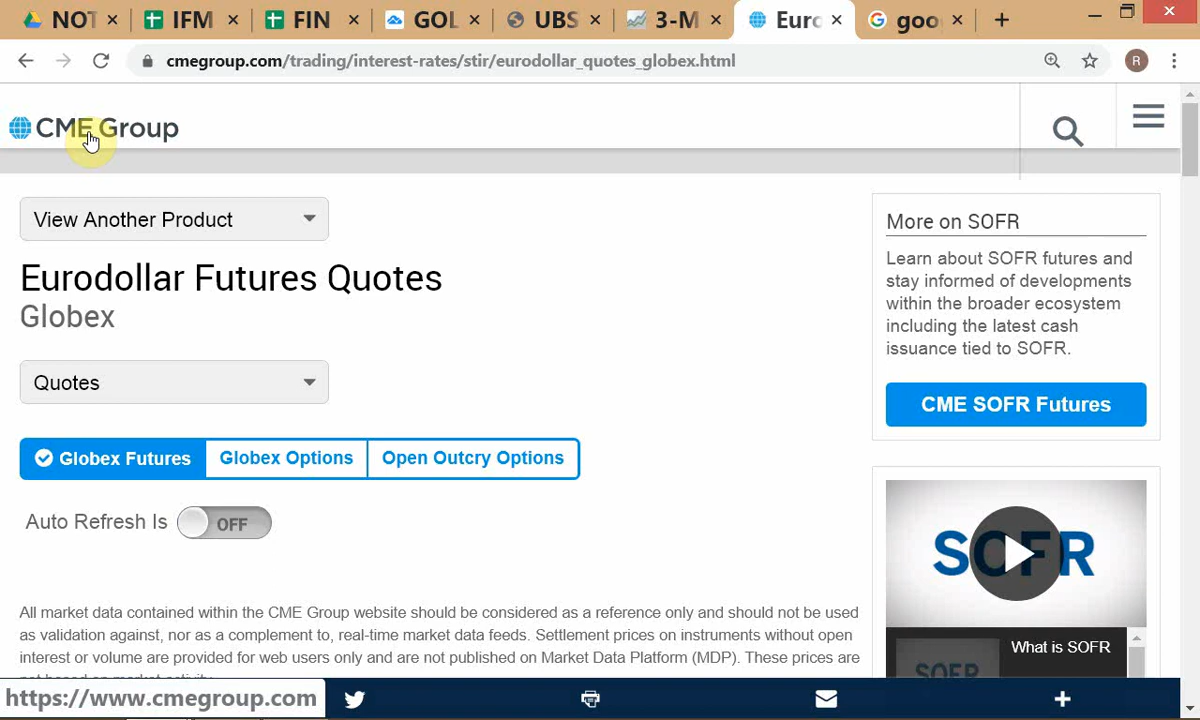 NOT
IFM
FIN
GOL
UBS
3-M
Euro
goo
cmegroup.com/trading/interest-rates/stir/eurodollar_quotes_globex.html
R
CME Group
View Another Product
Eurodollar Futures Quotes
Globex
Quotes
Globex Futures
Globex Options
Open Outcry Options
Auto Refresh Is
OFF
All market data contained within the CME Group website should be considered as a reference only and should not be used
as validation against, nor as a complement to, real-time market data feeds. Settlement prices on instruments without open
interest or volume are provided for web users only and are not published on Market Data Platform (MDP). These prices are
not based on market activity.
More on SOFR
Learn about SOFR futures and
stay informed of developments
within the broader ecosystem
including the latest cash
issuance tied to SOFR.
CME SOFR Futures
SOFR
What is SOFR
SOFR
https://www.cmegroup.com